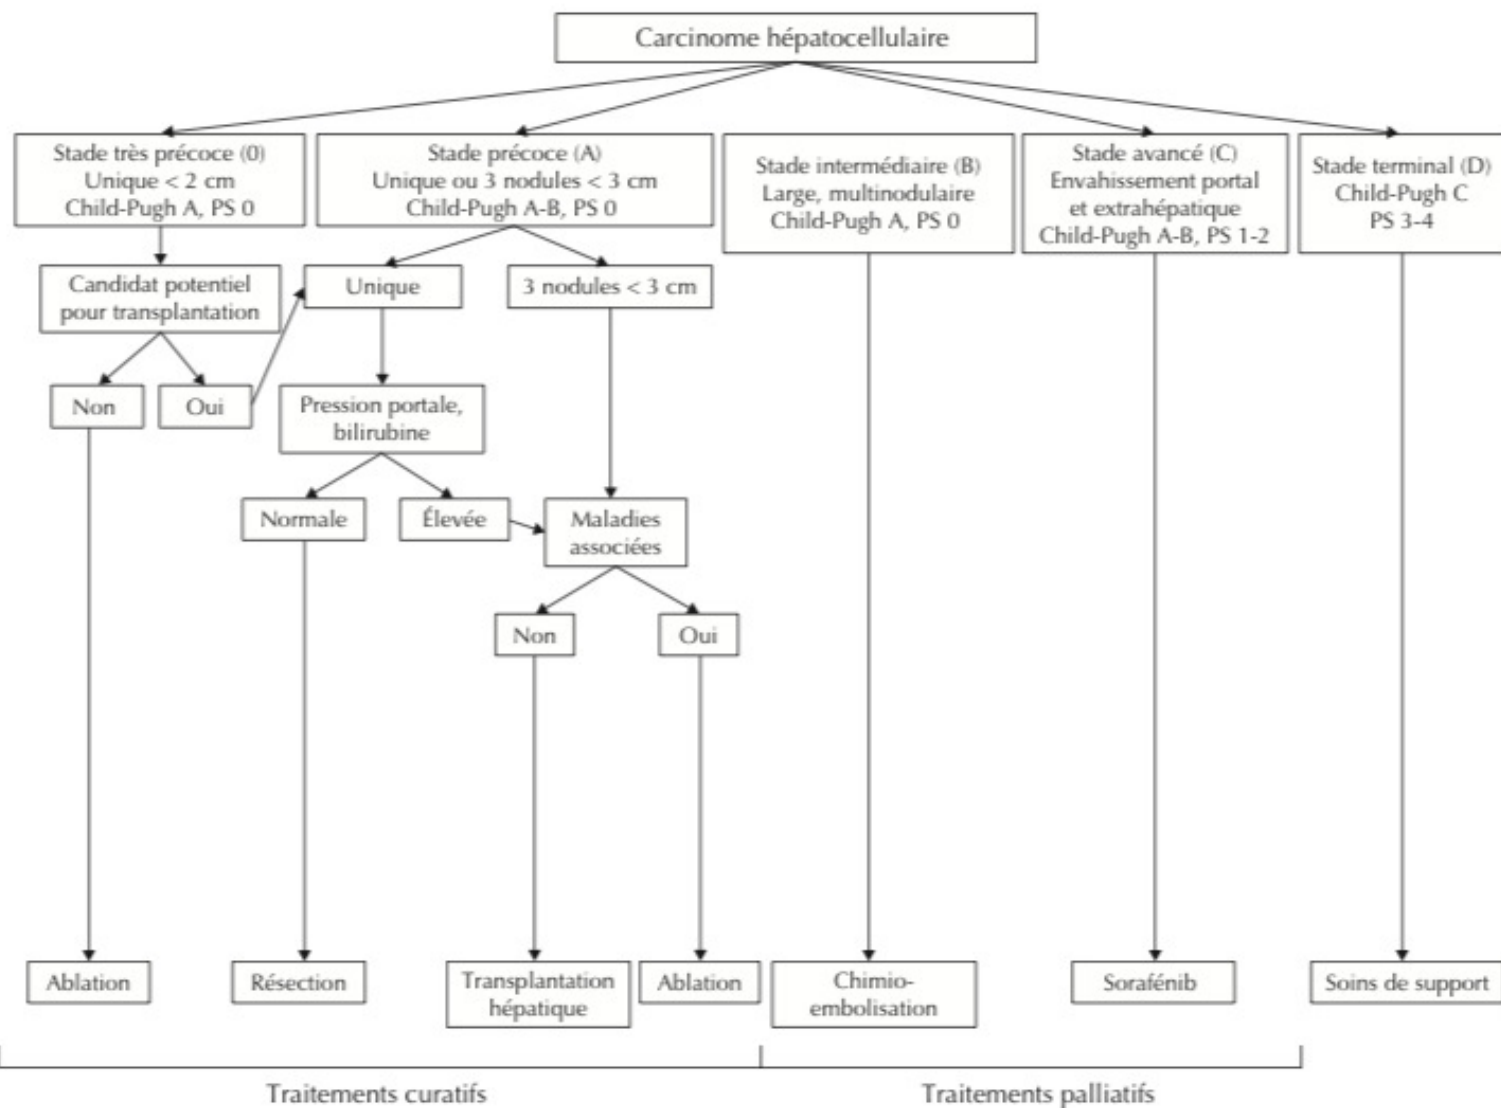 Carcinome hépatocellulaire
Stade très précoce (0)
Unique < 2 cm
Child-Pugh A, PS 0
Stade précoce (A)
Unique ou 3 nodules < 3 cm
Child-Pugh A-B, PS 0
Stade intermédiaire (B)
Large, multinodulaire
Child-Pugh A, PS 0
Stade avancé (C)
Envahissement portal
et extrahépatique
Child-Pugh A-B, PS 1-2
Stade terminal (D)
Child-Pugh C
PS 3-4
Candidat potentiel
pour transplantation
Unique
3 nodules < 3 cm
Non
Oui
Pression portale,
bilirubine
Normale
Élevée
Maladies
associées
Non
Oui
Ablation
Résection
Transplantation
hépatique
Ablation
Chimio-
embolisation
Sorafénib
Soins de support
Traitements curatifs
Traitements palliatifs